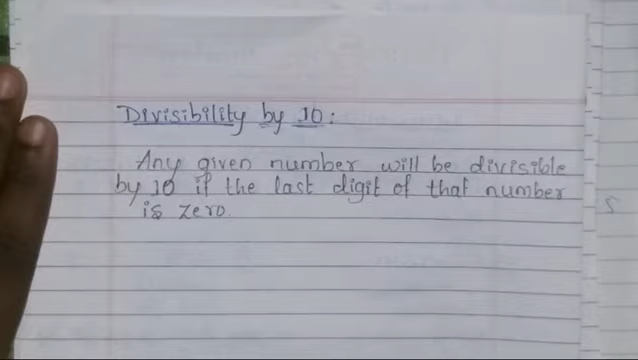 Divisibility by 10:
Any given number will be divisible
by 10 if the last digit of that number
is zero.